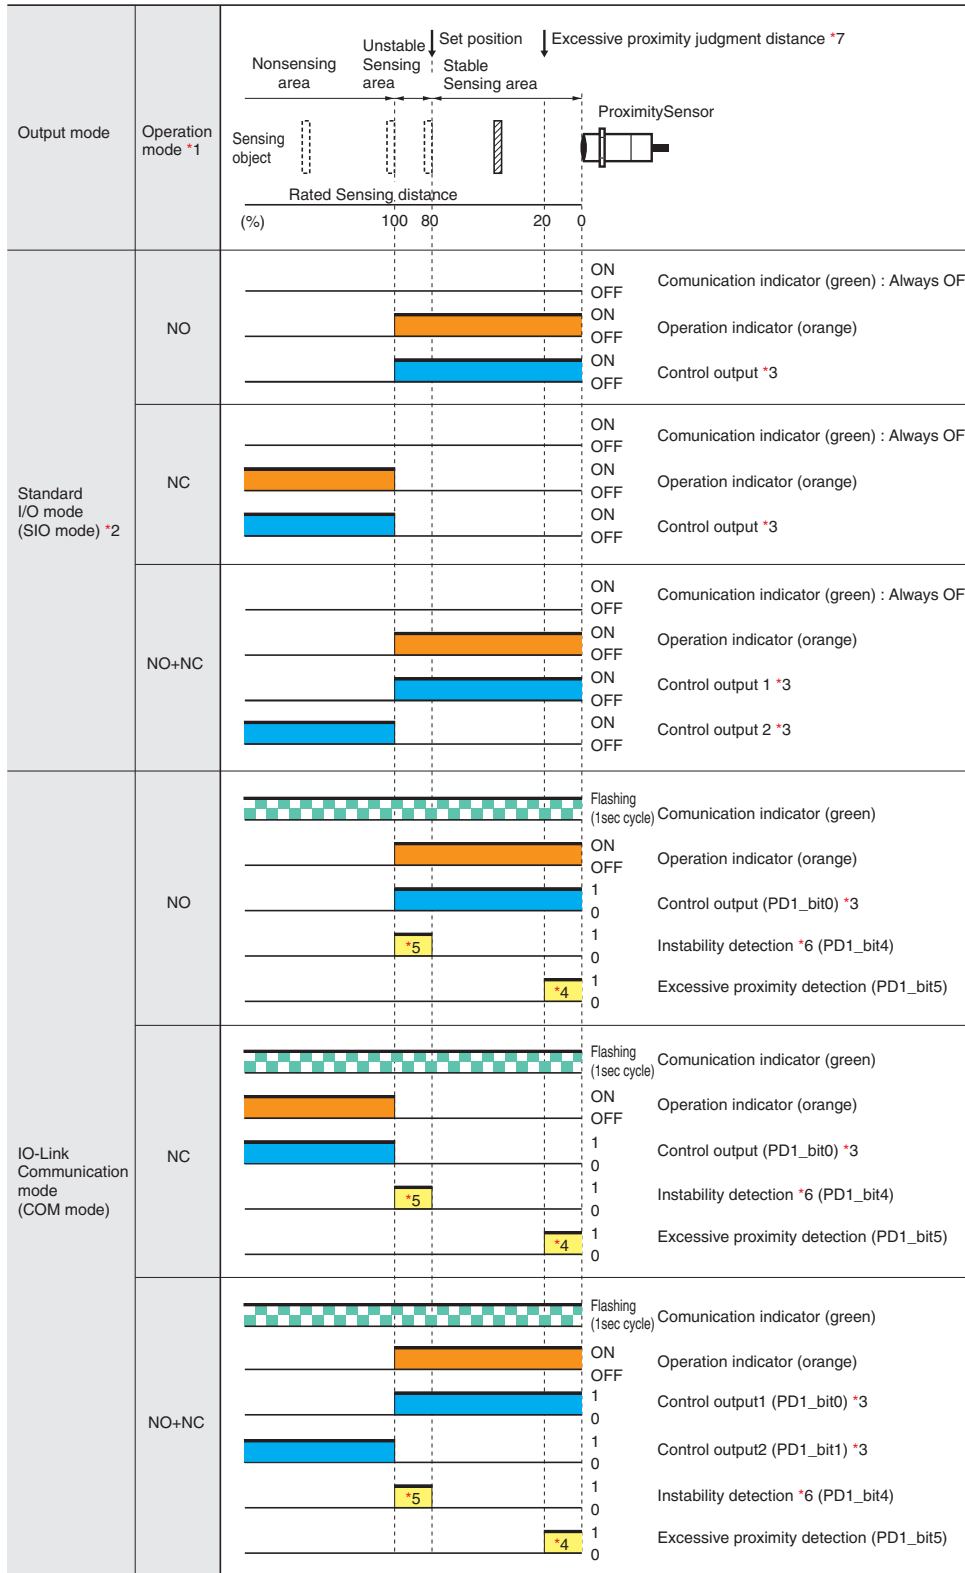 Output mode
Operation
mode *1
Nonsensing
area
Unstable
Sensing
area
Set position
Stable
Sensing area
Excessive proximity judgment distance *7
ProximitySensor
Sensing
object
Rated Sensing distance
(%) 100 80 20 0
Standard
I/O mode
(SIO mode) *2
NO
ON
OFF
Comunication indicator (green) : Always OF
ON
OFF
Operation indicator (orange)
ON
OFF
Control output *3
NC
ON
OFF
Comunication indicator (green) : Always OF
ON
OFF
Operation indicator (orange)
ON
OFF
Control output *3
NO+NC
ON
OFF
Comunication indicator (green) : Always OF
ON
OFF
Operation indicator (orange)
ON
OFF
Control output 1 *3
ON
OFF
Control output 2 *3
IO-Link
Communication
mode
(COM mode)
NO
Flashing
(1sec cycle)
Comunication indicator (green)
ON
OFF
Operation indicator (orange)
1
0
Control output (PD1_bit0) *3
*5
1
0
Instability detection *6 (PD1_bit4)
*4
1
0
Excessive proximity detection (PD1_bit5)
NC
Flashing
(1sec cycle)
Comunication indicator (green)
ON
OFF
Operation indicator (orange)
1
0
Control output (PD1_bit0) *3
*5
1
0
Instability detection *6 (PD1_bit4)
*4
1
0
Excessive proximity detection (PD1_bit5)
NO+NC
Flashing
(1sec cycle)
Comunication indicator (green)
ON
OFF
Operation indicator (orange)
1
0
Control output1 (PD1_bit0) *3
1
0
Control output2 (PD1_bit1) *3
*5
1
0
Instability detection *6 (PD1_bit4)
*4
1
0
Excessive proximity detection (PD1_bit5)